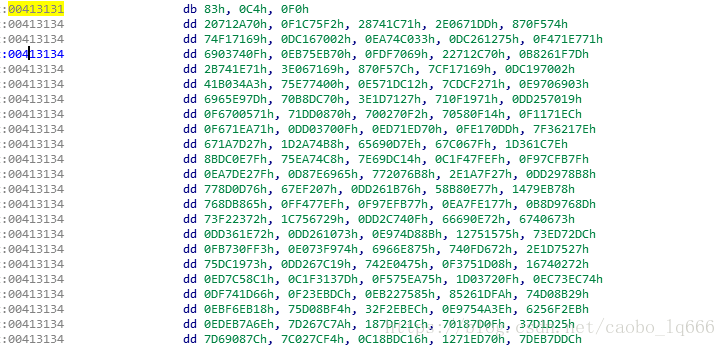 :00413131 db 83h, 0C4h, 0F0h
:00413134 dd 20712A70h, 0F1C75F2h, 28741C71h, 2E0671DDh, 870F574h
:00413134 dd 74F17169h, 0DC167002h, 0EA74C033h, 0DC261275h, 0F471E771h
:00413134 dd 6903740Fh, 0EB75EB70h, 0FDF7069h, 22712C70h, 0B8261F7Dh
:00413134 dd 2B741E71h, 3E067169h, 870F57Ch, 7CF17169h, 0DC197002h
:00413134 dd 41B034A3h, 75E77400h, 0E571DC12h, 7CDCF271h, 0E9706903h
:00413134 dd 6965E97Dh, 70B8DC70h, 3E1D7127h, 710F1971h, 0DD257019h
:00413134 dd 0F6700571h, 71DD0870h, 700270F2h, 70580F14h, 0F1171ECh
:00413134 dd 0F671EA71h, 0DD03700Fh, 0ED71ED70h, 0FE170DDh, 7F36217Eh
:00413134 dd 671A7D27h, 1D2A74B8h, 65690D7Eh, 67C067Fh, 1D361C7Eh
:00413134 dd 8BDC0E7Fh, 75EA74C8h, 7E69DC14h, 0C1F47FEFh, 0F97CFB7Fh
:00413134 dd 0EA7DE27Fh, 0D87E6965h, 772076B8h, 2E1A7F27h, 0DD2978B8h
:00413134 dd 778D0D76h, 67EF207h, 0DD261B76h, 58B80E77h, 1479EB78h
:00413134 dd 768DB865h, 0FF477EFh, 0F97EFB77h, 0EA7FE177h, 0B8D9768Dh
:00413134 dd 73F22372h, 1C756729h, 0DD2C740Fh, 66690E72h, 6740673h
:00413134 dd 0DD361E72h, 0DD261073h, 0E974D88Bh, 12751575h, 73ED72DCh
:00413134 dd 0FB730FF3h, 0E073F974h, 6966E875h, 740FD672h, 2E1D7527h
:00413134 dd 75DC1973h, 0DD267C19h, 742E0475h, 0F3751D08h, 16740272h
:00413134 dd 0ED7C58C1h, 0C1F3137Dh, 0F575EA75h, 1D03720Fh, 0EC73EC74h
:00413134 dd 0DF741D66h, 0F23EBDCh, 0EB227585h, 85261DFAh, 74D08B29h
:00413134 dd 0EBF6EB18h, 75D08BF4h, 32F2EBECh, 0E9754A3Eh, 6256F2EBh
:00413134 dd 0EDEB7A6Eh, 7D267C7Ah, 187DF21Ch, 70187D0Fh, 37D1D25h
:00413134 dd 7D69087Ch, 7C027CF4h, 0C18BDC16h, 1271ED70h, 7DEB7DDCh
https://blog.csdn.net/caobo_lq666